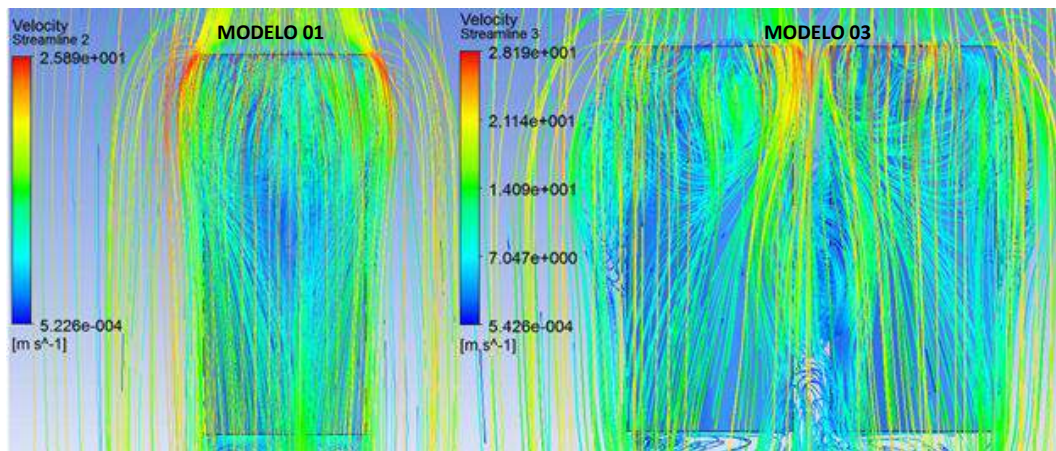 MODELO 01
Velocity
Streamline 2
2.589e+001
5.226e-004
[m s^-1]
MODELO 03
Velocity
Streamline 3
2.819e+001
2.114e+001
1.409e+001
7.047e+000
5.426e-004
[m s^-1]